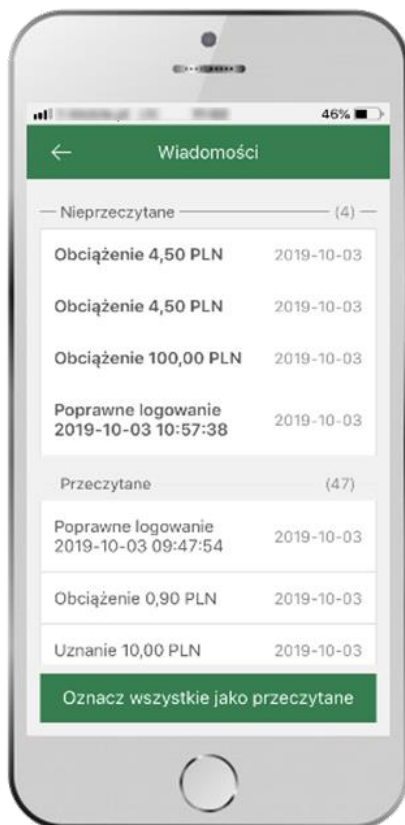 46%
Wiadomości
Nieprzeczytane (4)
Obciążenie 4,50 PLN 2019-10-03
Obciążenie 4,50 PLN 2019-10-03
Obciążenie 100,00 PLN 2019-10-03
Poprawne logowanie
2019-10-03 10:57:38 2019-10-03
Przeczytane (47)
Poprawne logowanie
2019-10-03 09:47:54 2019-10-03
Obciążenie 0,90 PLN 2019-10-03
Uznanie 10,00 PLN 2019-10-03
Oznacz wszystkie jako przeczytane